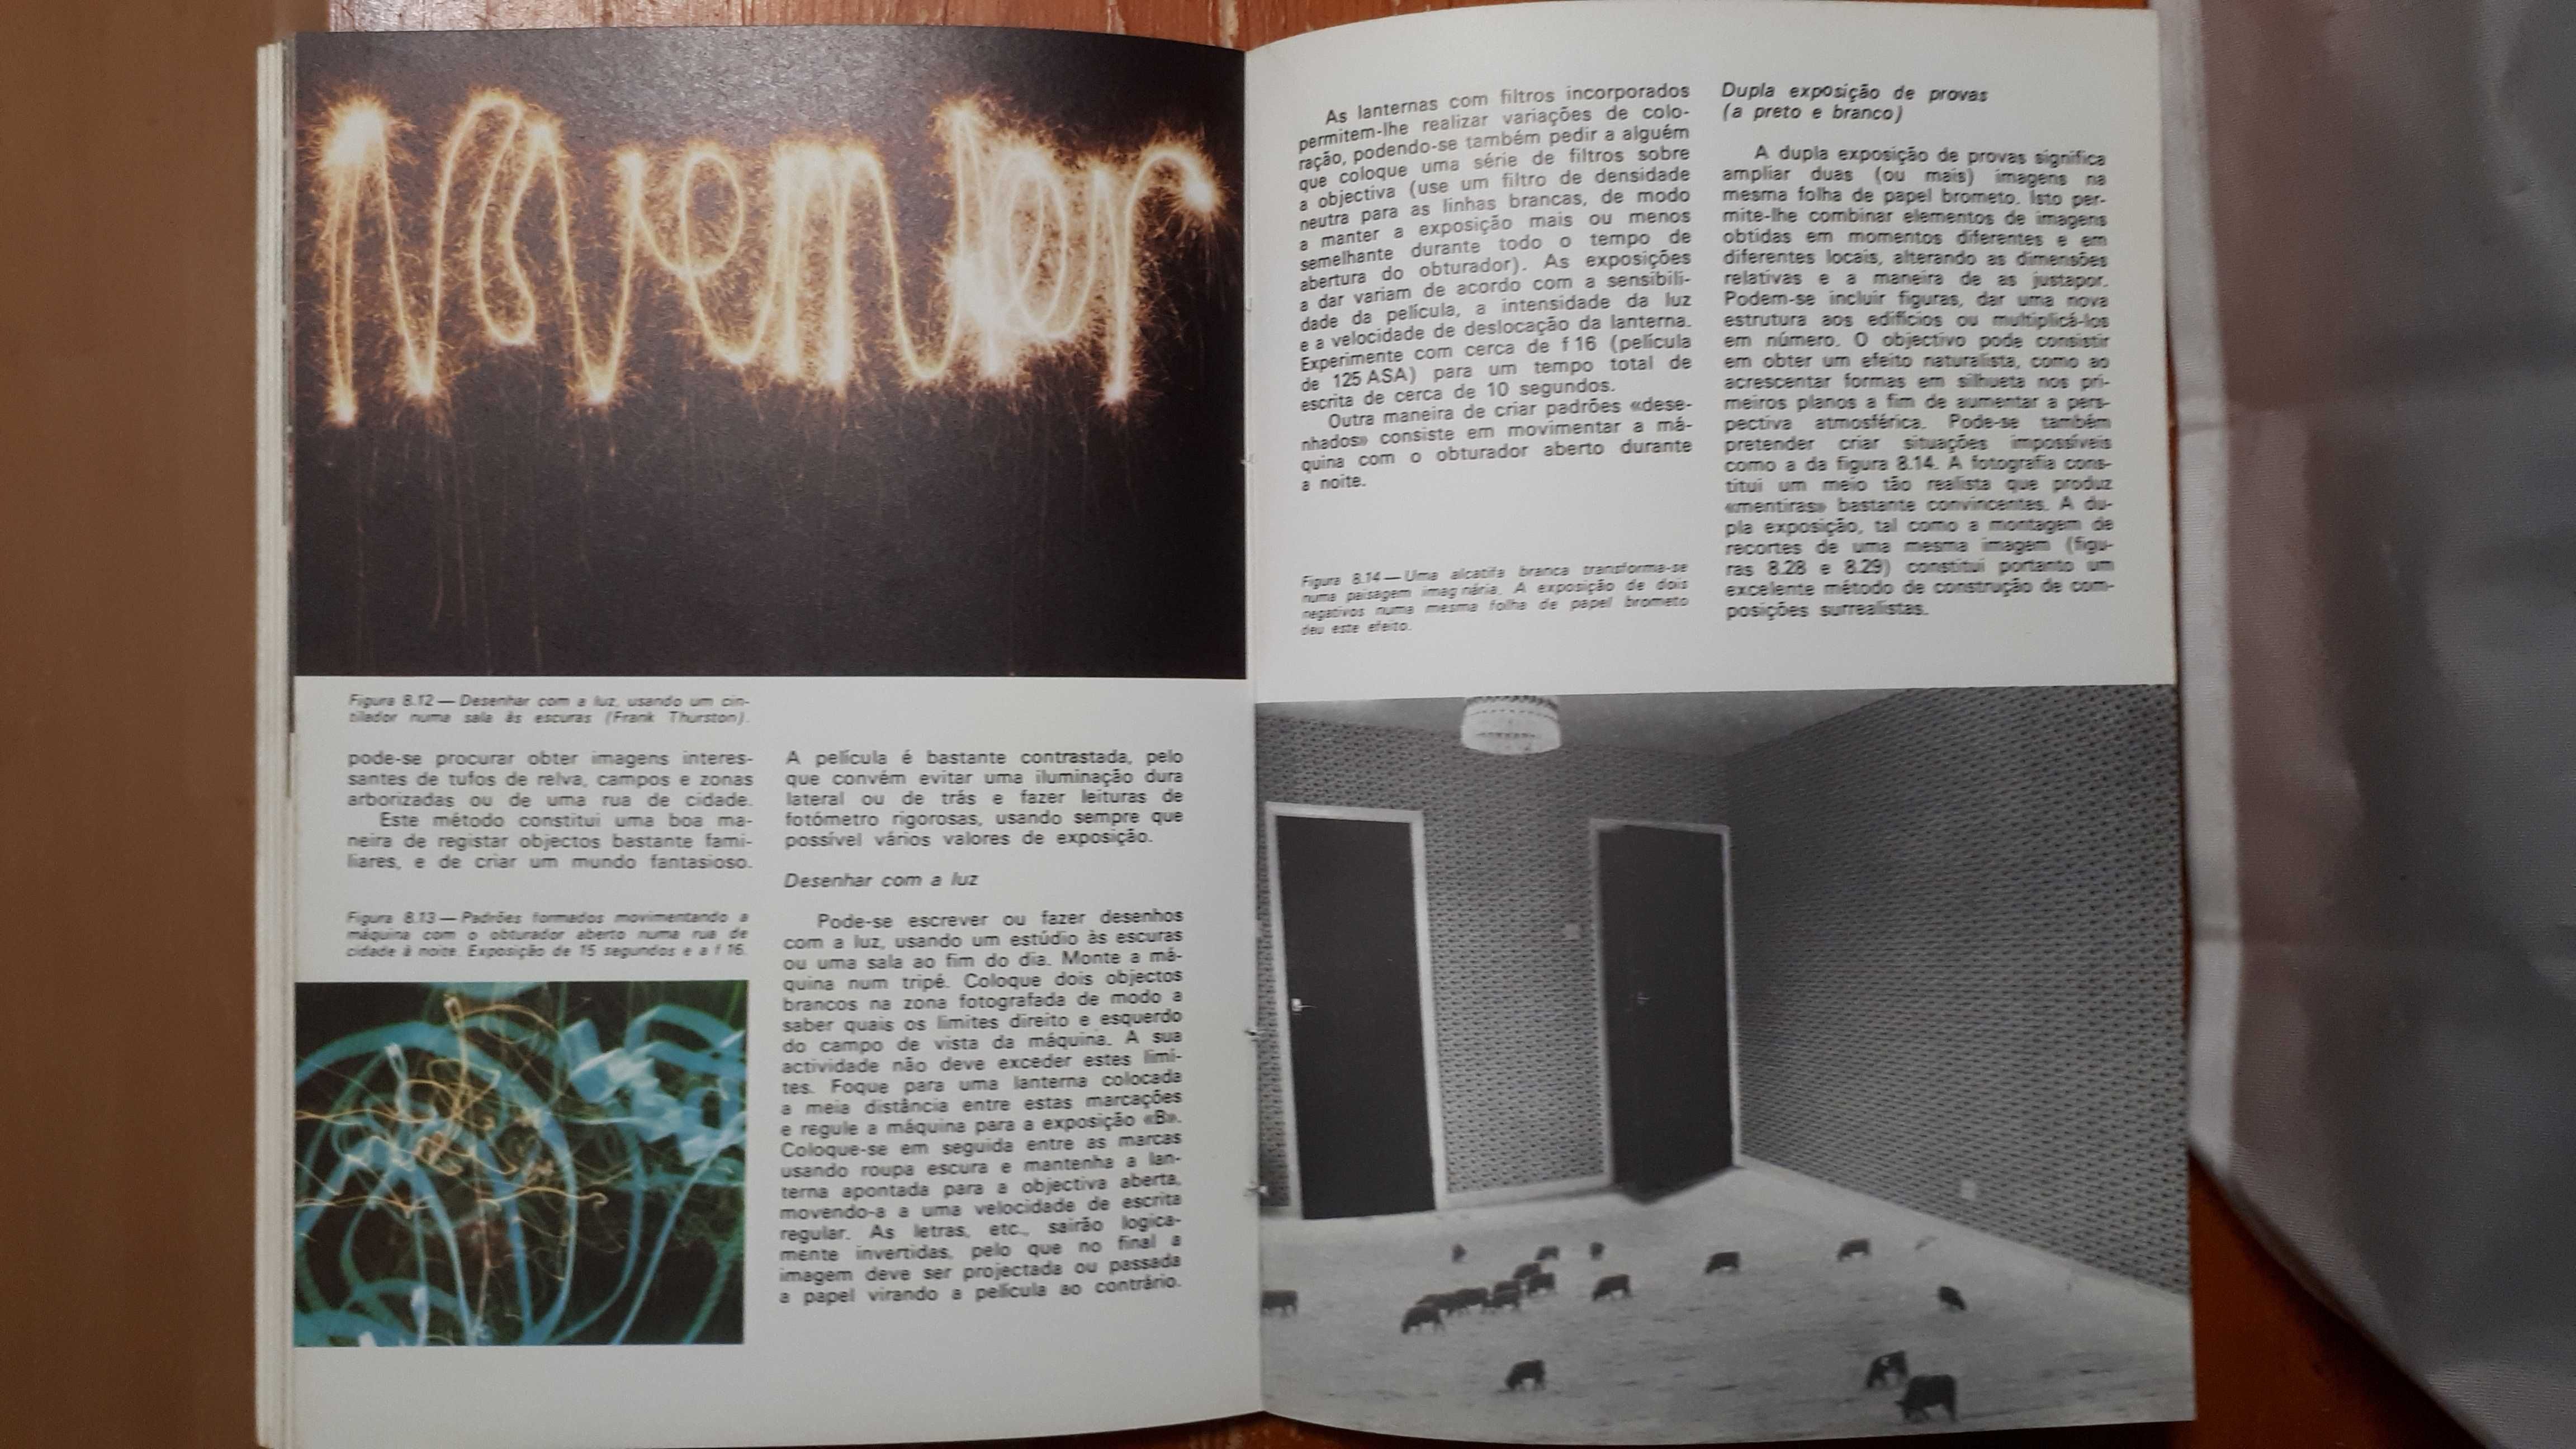 November
Figura 8.12 — Desenhar com a luz, usando um cin-
tilador numa sala às escuras (Frank Thurston).
pode-se procurar obter imagens interes-
santes de tufos de relva, campos e zonas
arborizadas ou de uma rua de cidade.
Este método constitui uma boa ma-
neira de registar objectos bastante fami-
liares, e de criar um mundo fantasioso.
Figura 8.13 — Padrões formados movimentando a
máquina com o obturador aberto numa rua de
cidade à noite. Exposição de 15 segundos e a f 16.
A película é bastante contrastada, pelo
que convém evitar uma iluminação dura
lateral ou de trás e fazer leituras de
fotómetro rigorosas, usando sempre que
possível vários valores de exposição.
Desenhar com a luz
Pode-se escrever ou fazer desenhos
com a luz, usando um estúdio às escuras
ou uma sala ao fim do dia. Monte a má-
quina num tripé. Coloque dois objectos
brancos na zona fotografada de modo a
saber quais os limites direito e esquerdo
do campo de vista da máquina. A sua
actividade não deve exceder estes limi-
tes. Foque para uma lanterna colocada
a meia distância entre estas marcações
e regule a máquina para a exposição «B».
Coloque-se em seguida entre as marcas
usando roupa escura e mantenha a lan-
terna apontada para a objectiva aberta,
movendo-a a uma velocidade de escrita
regular. As letras, etc., sairão logica-
mente invertidas, pelo que no final a
imagem deve ser projectada ou passada
a papel virando a película ao contrário.
As lanternas com filtros incorporados
permitem-lhe realizar variações de colo-
ração, podendo-se também pedir a alguém
que coloque uma série de filtros sobre
a objectiva (use um filtro de densidade
neutra para as linhas brancas, de modo
a manter a exposição mais ou menos
semelhante durante todo o tempo de
abertura do obturador). As exposições
a dar variam de acordo com a sensibili-
dade da película, a intensidade da luz
e a velocidade de deslocação da lanterna.
Experimente com cerca de f 16 (película
de 125 ASA) para um tempo total de
escrita de cerca de 10 segundos.
Outra maneira de criar padrões «dese-
nhados» consiste em movimentar a má-
quina com o obturador aberto durante
a noite.
Figura 8.14 — Uma alcatifa branca transforma-se
numa paisagem imag nária. A exposição de dois
negativos numa mesma folha de papel brometo
deu este efeito.
Dupla exposição de provas
(a preto e branco)
A dupla exposição de provas significa
ampliar duas (ou mais) imagens na
mesma folha de papel brometo. Isto per-
mite-lhe combinar elementos de imagens
obtidas em momentos diferentes e em
diferentes locais, alterando as dimensões
relativas e a maneira de as justapor.
Podem-se incluir figuras, dar uma nova
estrutura aos edifícios ou multiplicá-los
em número. O objectivo pode consistir
em obter um efeito naturalista, como ao
acrescentar formas em silhueta nos pri-
meiros planos a fim de aumentar a pers-
pectiva atmosférica. Pode-se também
pretender criar situações impossíveis
como a da figura 8.14. A fotografia cons-
titui um meio tão realista que produz
«mentiras» bastante convincentes. A du-
pla exposição, tal como a montagem de
recortes de uma mesma imagem (figu-
ras 8.28 e 8.29) constitui portanto um
excelente método de construção de com-
posições surrealistas.